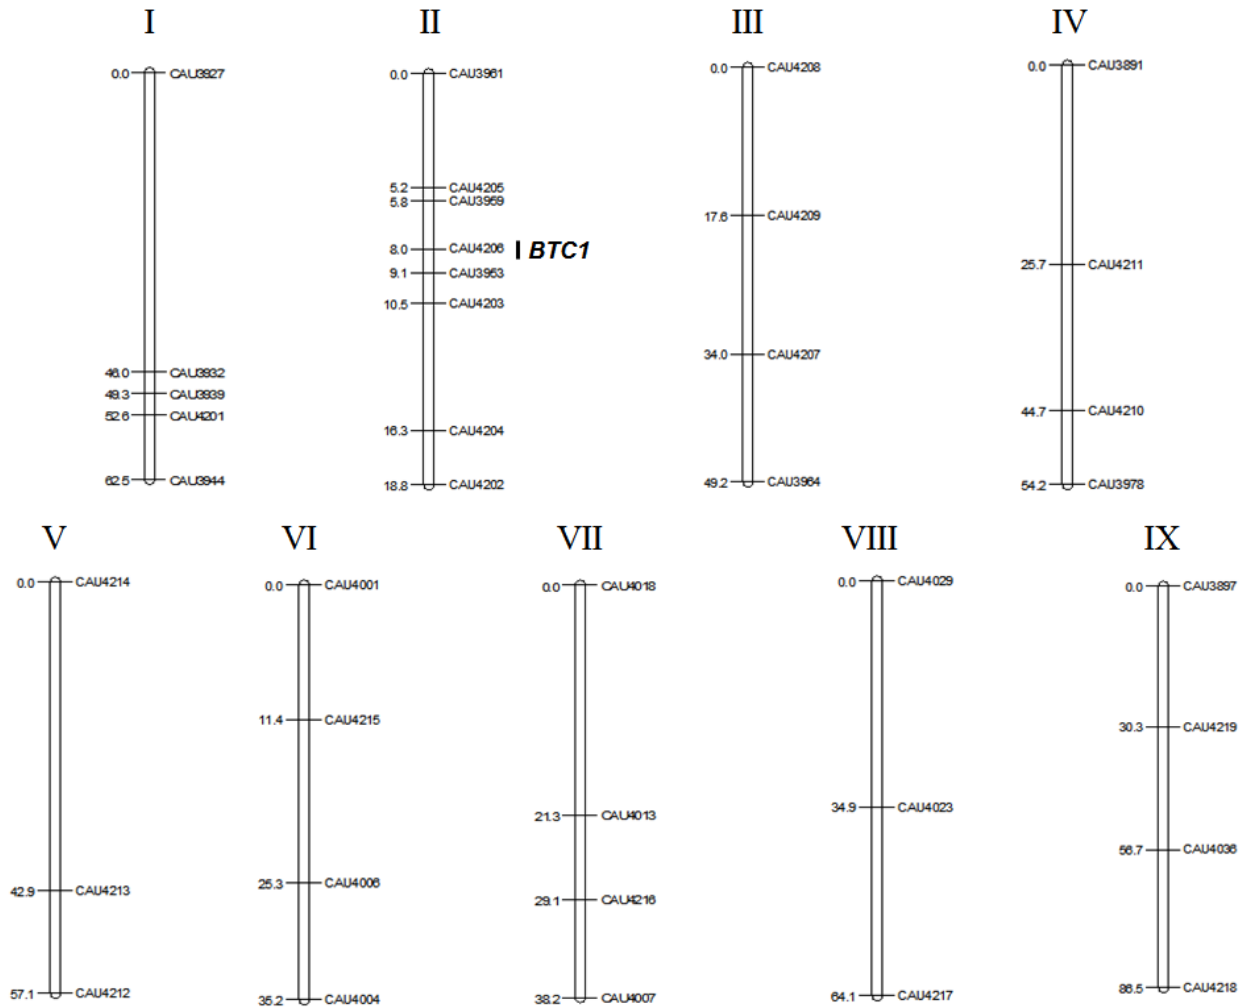 I
0.0 CAU3927
46.0 CAU3932
49.3 CAU3939
52.6 CAU4201
62.5 CAU3944
II
0.0 CAU3961
5.2 CAU4205
5.8 CAU3959
8.0 CAU4206 BTC1
9.1 CAU3953
10.5 CAU4203
16.3 CAU4204
18.8 CAU4202
III
0.0 CAU4208
17.6 CAU4209
34.0 CAU4207
49.2 CAU3964
IV
0.0 CAU3891
25.7 CAU4211
44.7 CAU4210
54.2 CAU3978
V
0.0 CAU4214
42.9 CAU4213
57.1 CAU4212
VI
0.0 CAU4001
11.4 CAU4215
25.3 CAU4006
35.2 CAU4004
VII
0.0 CAU4018
21.3 CAU4013
29.1 CAU4216
38.2 CAU4007
VIII
0.0 CAU4029
34.9 CAU4023
64.1 CAU4217
IX
0.0 CAU3897
30.3 CAU4219
56.7 CAU4036
86.5 CAU4218